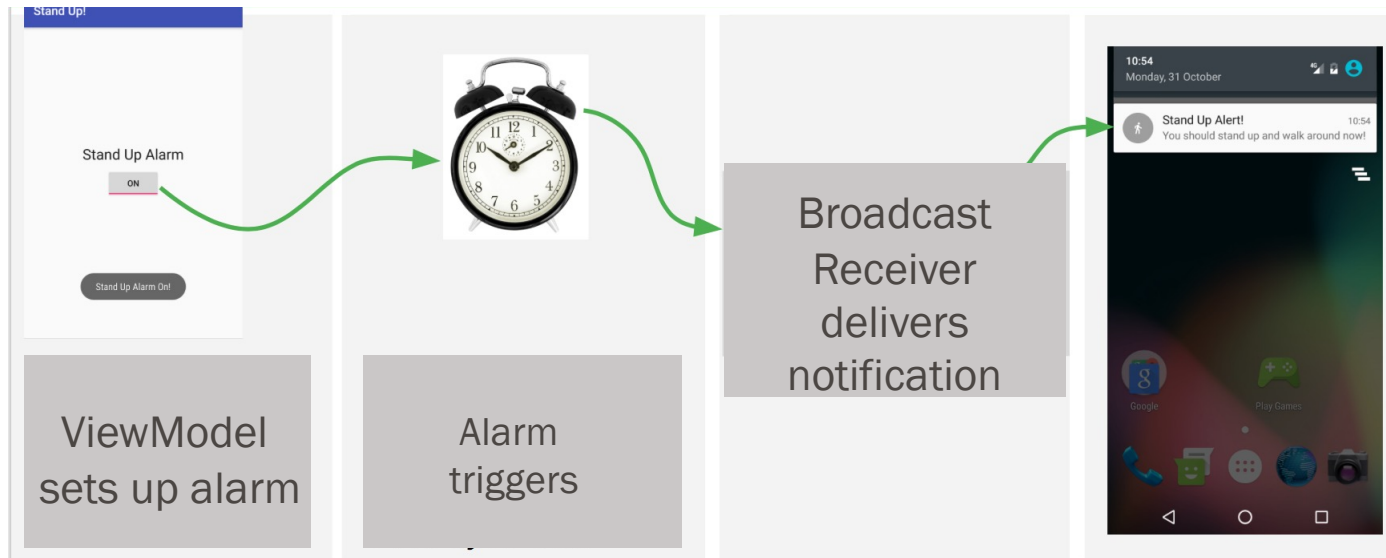 Stand Up!
Stand Up Alarm
ON
Stand Up Alarm On!
ViewModel
sets up alarm
11 12 1
10 2
9 3
8 4
7 6 5
Alarm
triggers
Broadcast
Receiver
delivers
notification
10:54
Monday, 31 October
4G
Stand Up Alert! 10:54
You should stand up and walk around now!
Google
Play Games